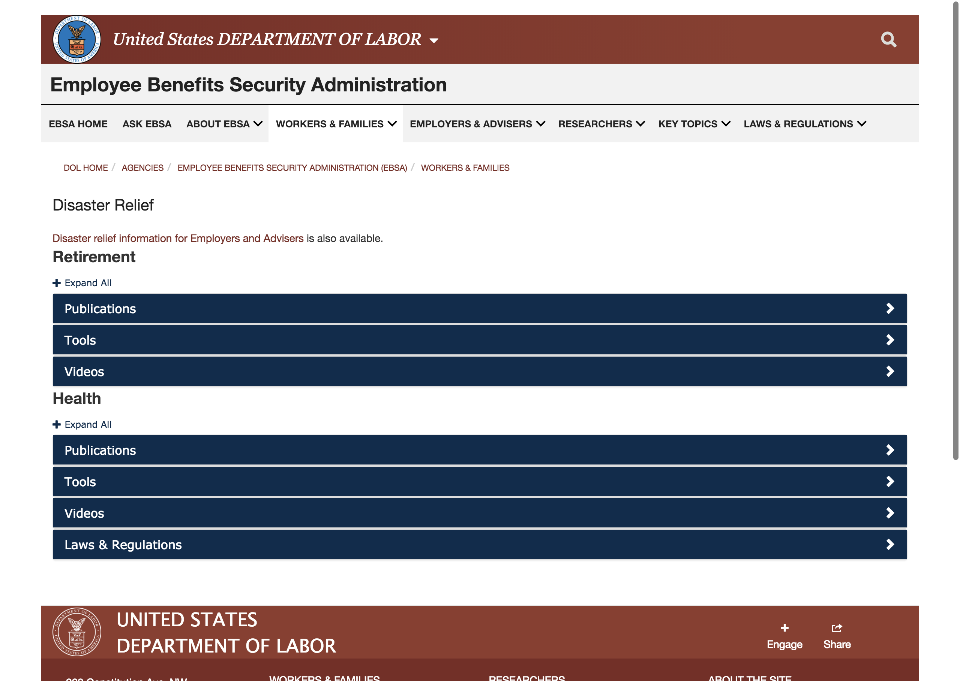 United States DEPARTMENT OF LABOR
Employee Benefits Security Administration
EBSA HOME ASK EBSA ABOUT EBSA WORKERS & FAMILIES EMPLOYERS & ADVISERS RESEARCHERS KEY TOPICS LAWS & REGULATIONS
DOL HOME / AGENCIES / EMPLOYEE BENEFITS SECURITY ADMINISTRATION (EBSA) / WORKERS & FAMILIES
Disaster Relief
Disaster relief information for Employers and Advisers is also available.
Retirement
+ Expand All
Publications
Tools
Videos
Health
+ Expand All
Publications
Tools
Videos
Laws & Regulations
UNITED STATES
DEPARTMENT OF LABOR
Engage Share
WORKERS & FAMILIES RESEARCHERS ABOUT THE SITE